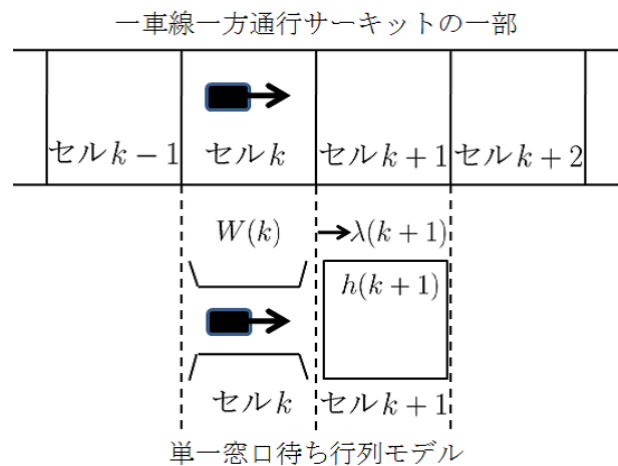 一車線一方通行サーキットの一部
セルk − 1 セルk セルk + 1 セルk + 2
W(k) λ(k + 1)
h(k + 1)
セルk セルk + 1
単一窓口待ち行列モデル